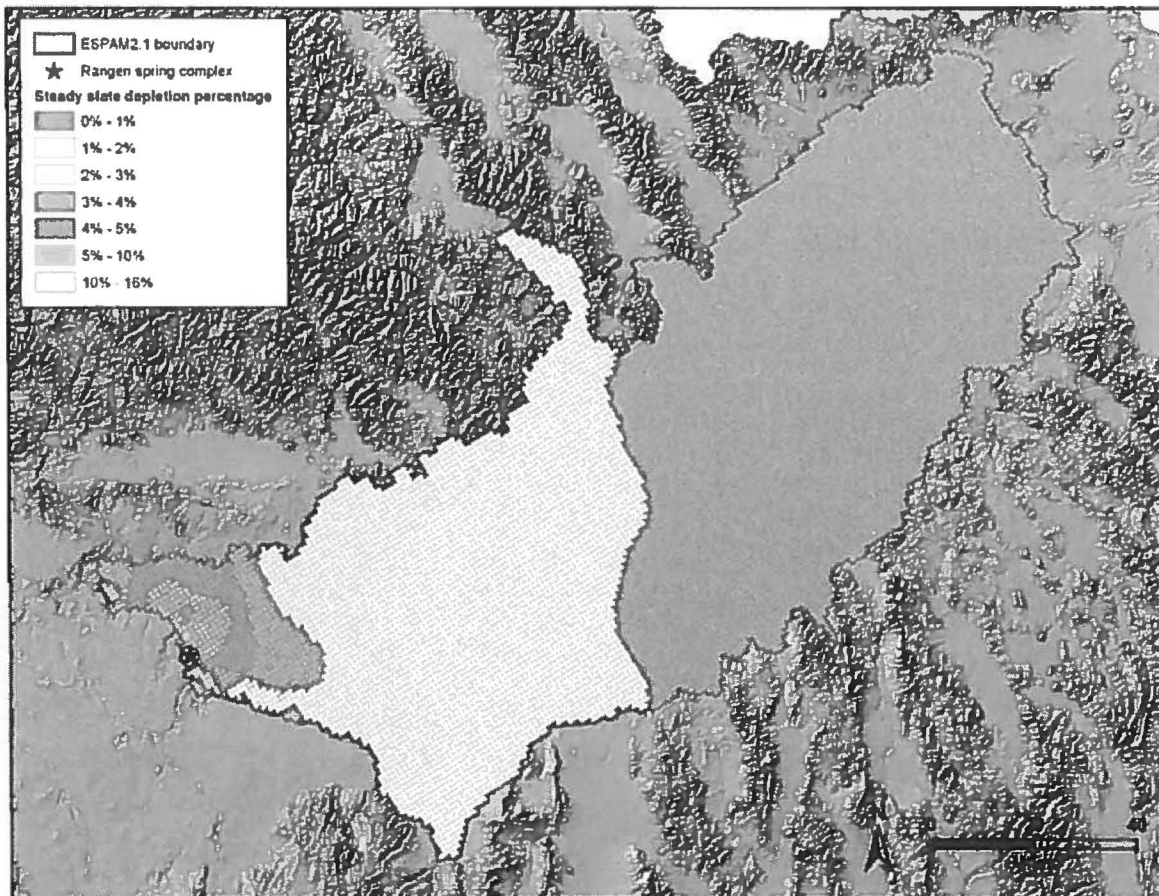 ESPAM2.1 boundary
Rangen spring complex
Steady state depletion percentage
0% - 1%
1% - 2%
2% - 3%
3% - 4%
4% - 5%
5% - 10%
10% - 16%